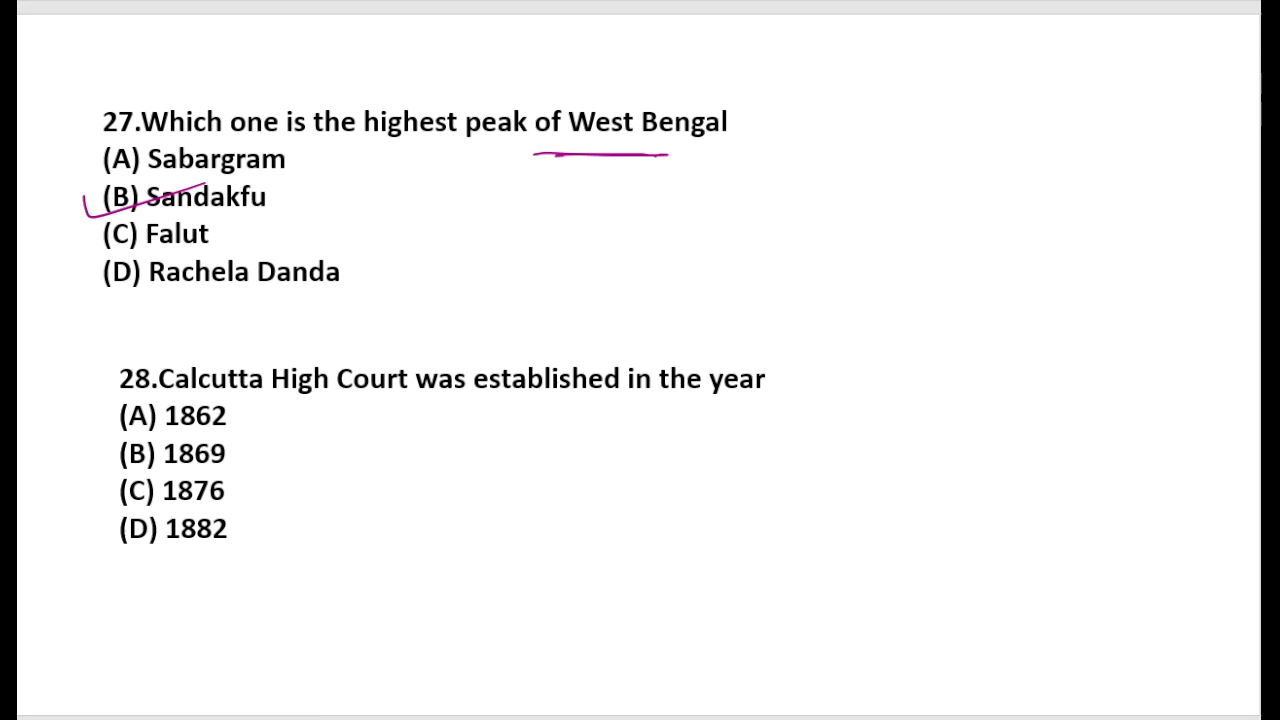 27.Which one is the highest peak of West Bengal
(A) Sabargram
(B) Sandakfu
(C) Falut
(D) Rachela Danda
28.Calcutta High Court was established in the year
(A) 1862
(B) 1869
(C) 1876
(D) 1882